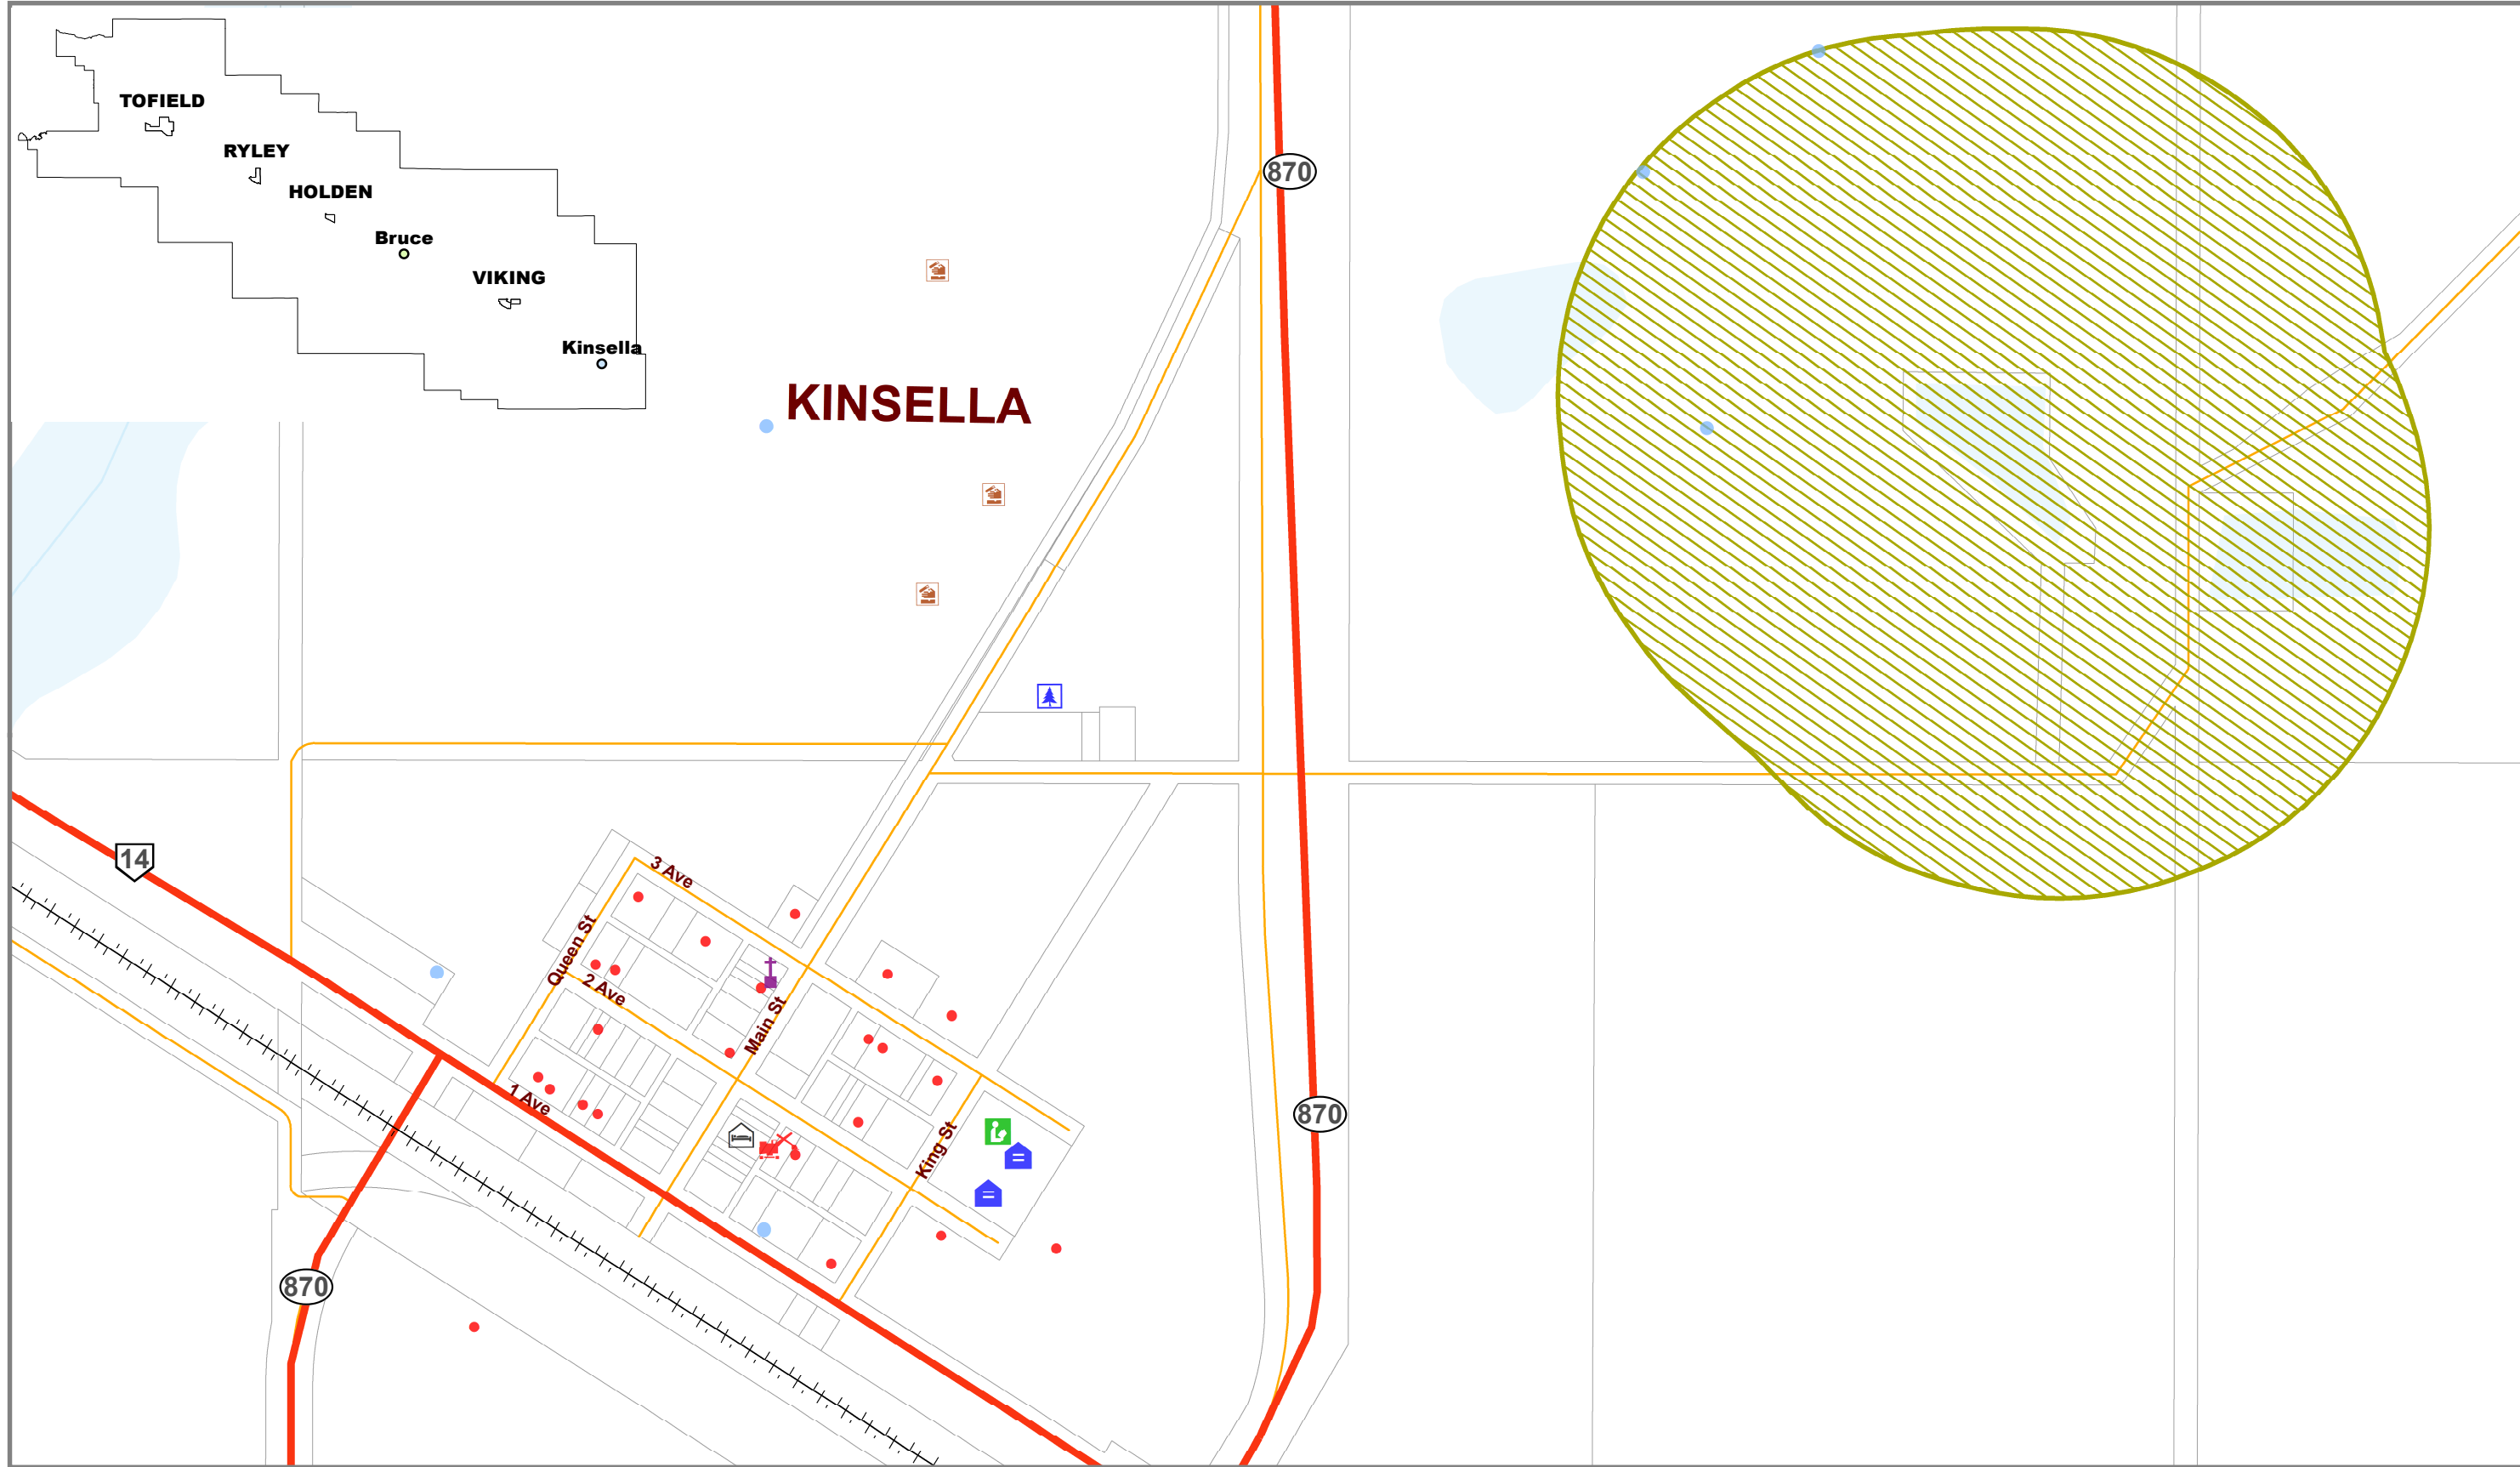 TOFIELD
RYLEY
HOLDEN
Bruce
VIKING
Kinsella
870
KINSELLA
14
3 Ave
Queen St
2 Ave
Main St
1 Ave
King St
870
870